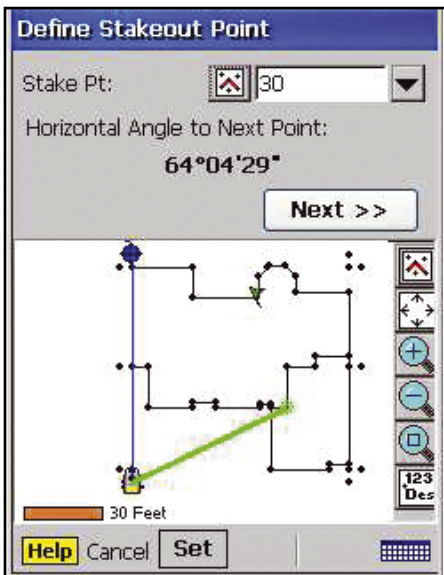 Define Stakeout Point
Stake Pt: 30
Horizontal Angle to Next Point:
64°04'29"
Next >>
123
Des
30 Feet
Help Cancel Set